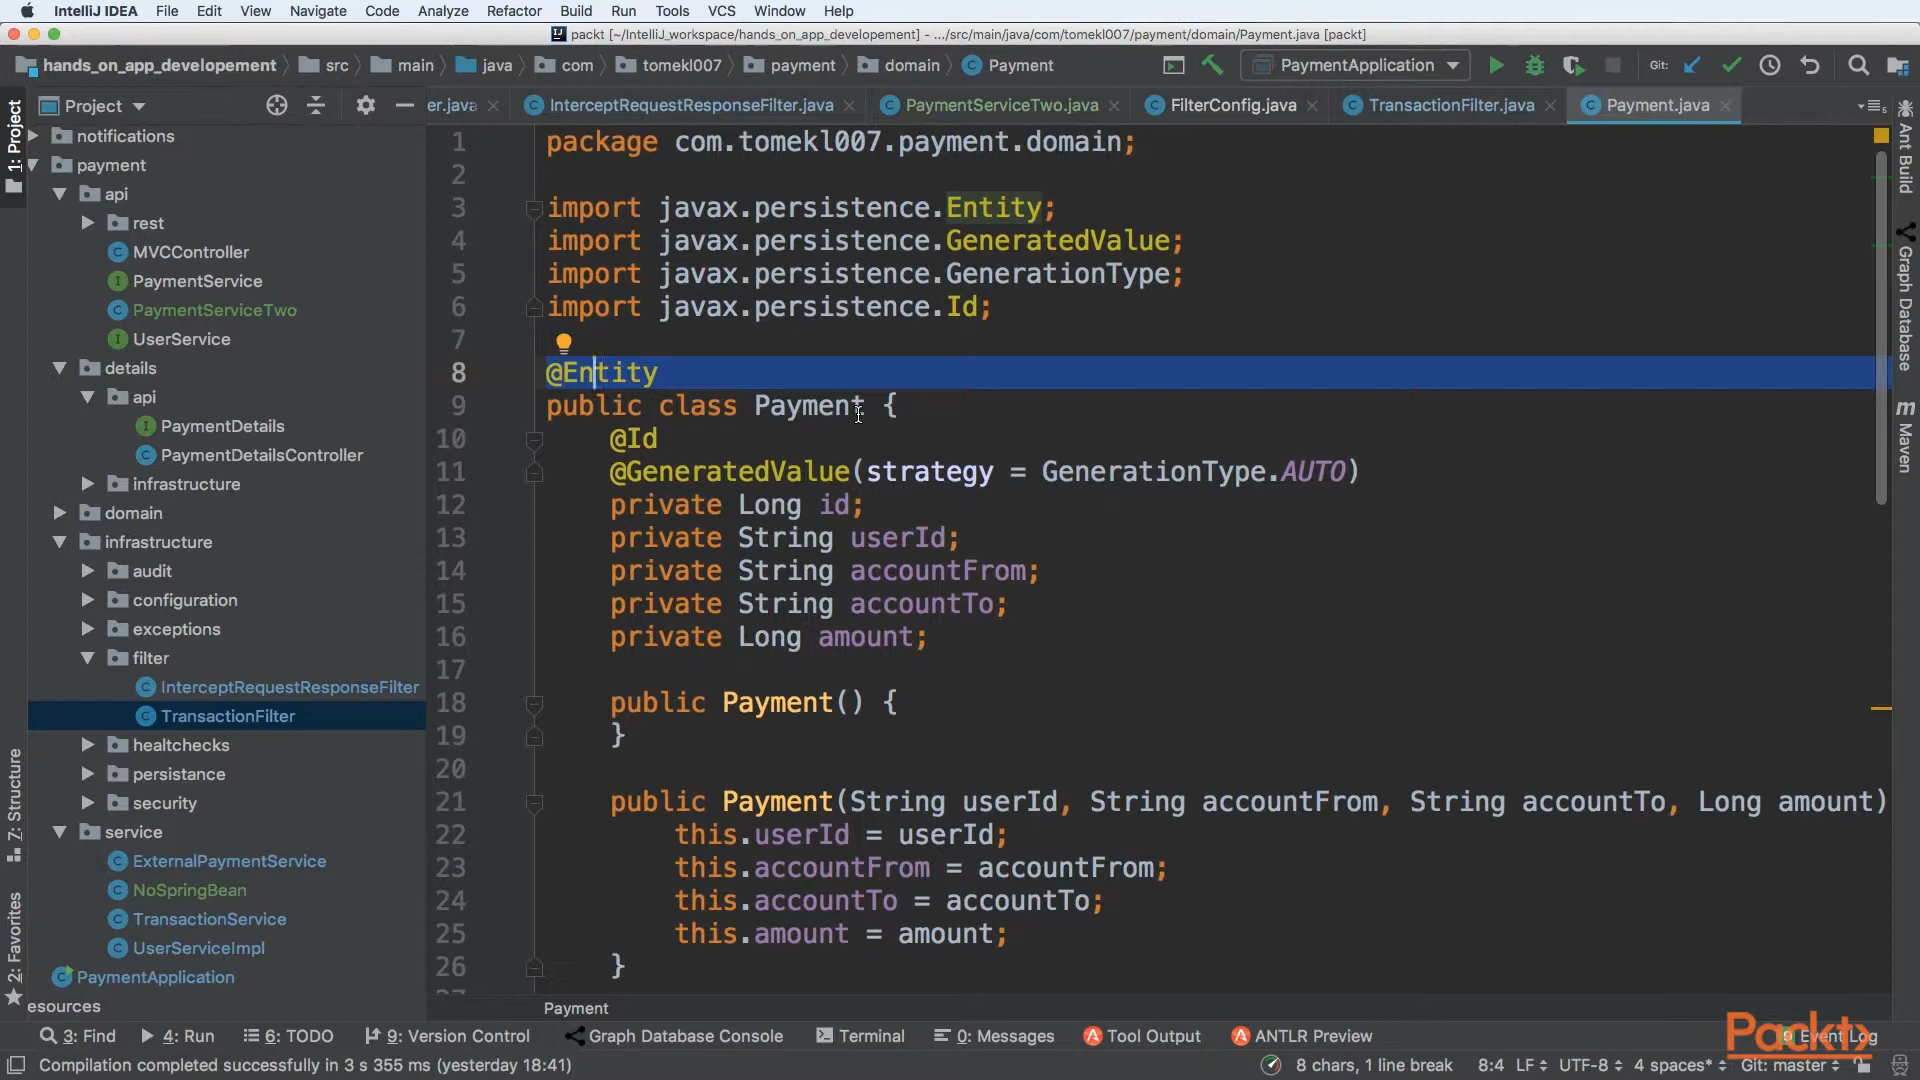 IntelliJ IDEA File Edit View Navigate Code Analyze Refactor Build Run Tools VCS Window Help
packt [~/IntelliJ_workspace/hands_on_app_developement] - .../src/main/java/com/tomekl007/payment/domain/Payment.java [packt]
hands_on_app_developement src main java com tomekl007 payment domain Payment PaymentApplication Git:
Project er.java InterceptRequestResponseFilter.java PaymentServiceTwo.java FilterConfig.java TransactionFilter.java Payment.java
1: Project
notifications
payment
api
rest
MVCController
PaymentService
PaymentServiceTwo
UserService
details
api
PaymentDetails
PaymentDetailsController
infrastructure
domain
infrastructure
audit
configuration
exceptions
filter
InterceptRequestResponseFilter
TransactionFilter
healtchecks
persistance
security
service
ExternalPaymentService
NoSpringBean
TransactionService
UserServiceImpl
PaymentApplication
esources
7: Structure
2: Favorites
1 package com.tomekl007.payment.domain;
2
3 import javax.persistence.Entity;
4 import javax.persistence.GeneratedValue;
5 import javax.persistence.GenerationType;
6 import javax.persistence.Id;
7
8 @Entity
9 public class Payment {
10 @Id
11 @GeneratedValue(strategy = GenerationType.AUTO)
12 private Long id;
13 private String userId;
14 private String accountFrom;
15 private String accountTo;
16 private Long amount;
17
18 public Payment() {
19 }
20
21 public Payment(String userId, String accountFrom, String accountTo, Long amount)
22 this.userId = userId;
23 this.accountFrom = accountFrom;
24 this.accountTo = accountTo;
25 this.amount = amount;
26 }
Payment
Ant Build
Graph Database
m Maven
3: Find 4: Run 6: TODO 9: Version Control Graph Database Console Terminal 0: Messages Tool Output ANTLR Preview Event Log
Packt>
Compilation completed successfully in 3 s 355 ms (yesterday 18:41) 8 chars, 1 line break 8:4 LF UTF-8 4 spaces* Git: master